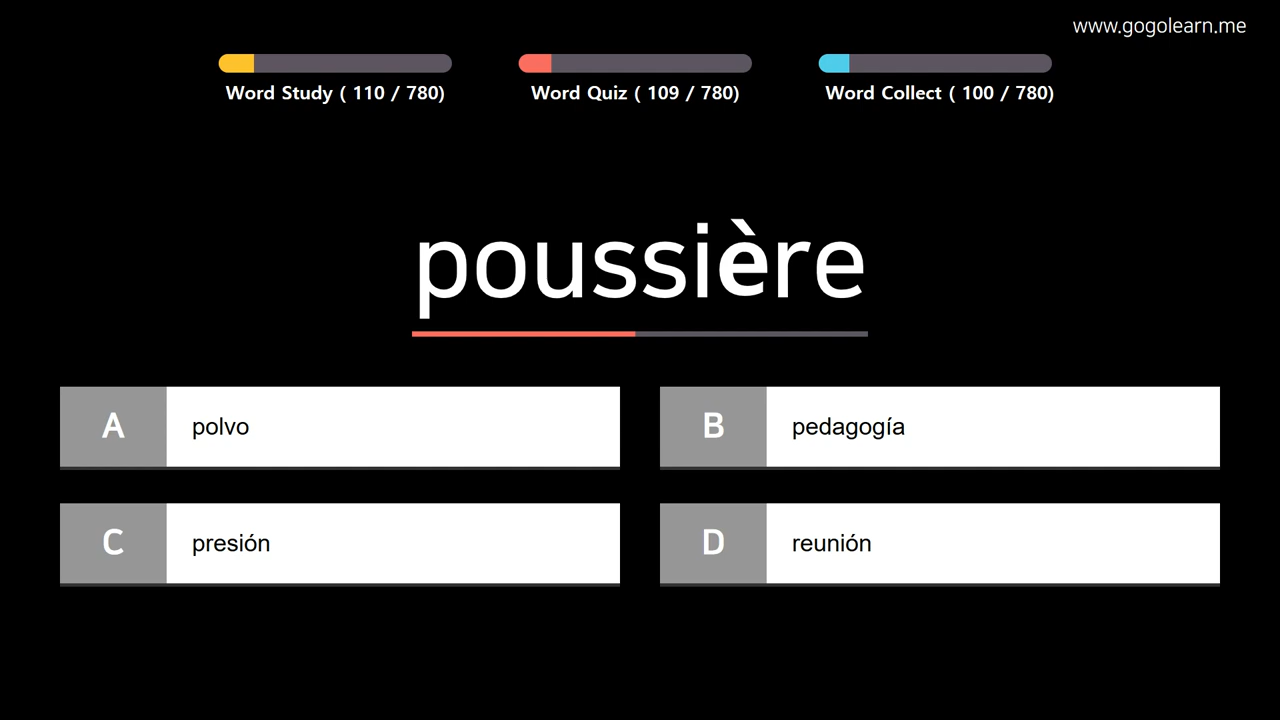 www.gogolearn.me
Word Study ( 110 / 780)
Word Quiz ( 109 / 780)
Word Collect ( 100 / 780)
poussière
A polvo
B pedagogía
C presión
D reunión